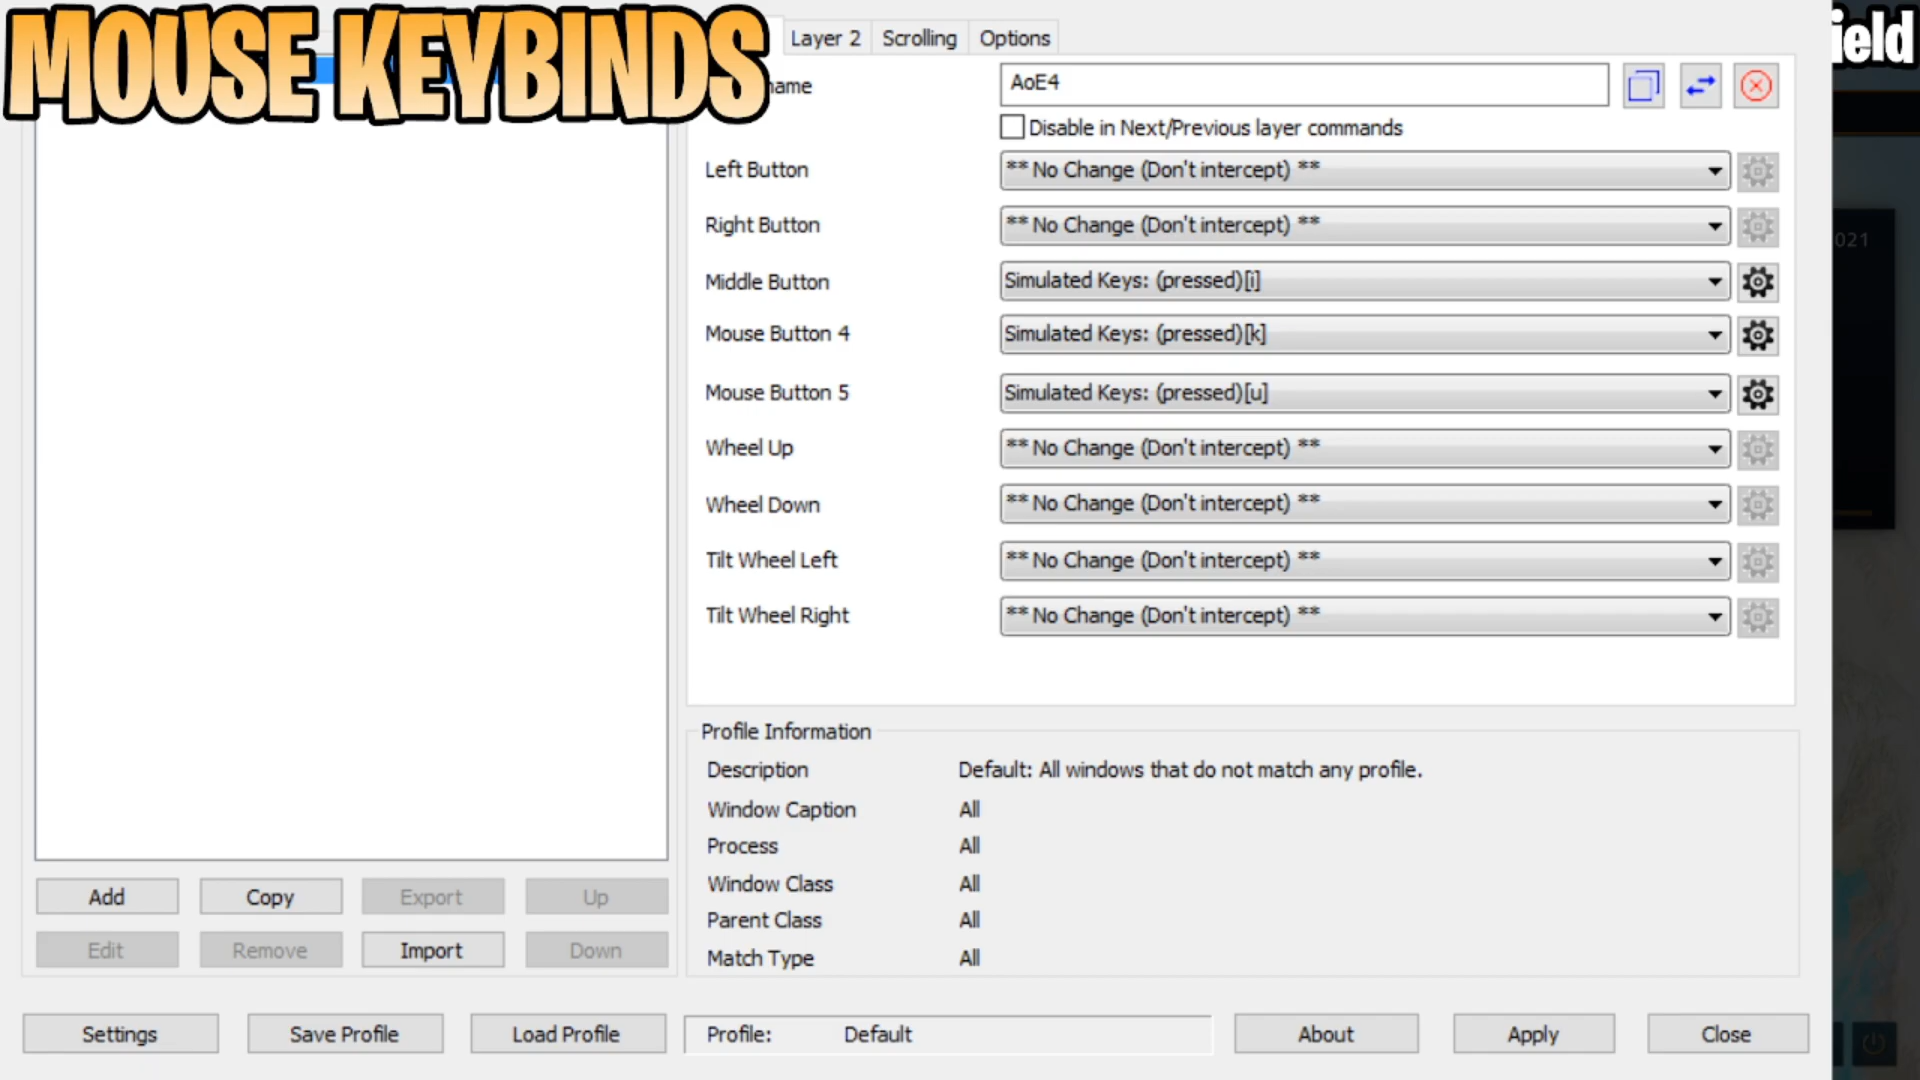 MOUSE KEYBINDS
Layer 2
Scrolling
Options
ield
name
AoE4
Disable in Next/Previous layer commands
Left Button
** No Change (Don't intercept) **
Right Button
** No Change (Don't intercept) **
021
Middle Button
Simulated Keys: (pressed)[i]
Mouse Button 4
Simulated Keys: (pressed)[k]
Mouse Button 5
Simulated Keys: (pressed)[u]
Wheel Up
** No Change (Don't intercept) **
Wheel Down
** No Change (Don't intercept) **
Tilt Wheel Left
** No Change (Don't intercept) **
Tilt Wheel Right
** No Change (Don't intercept) **
Profile Information
Description
Default: All windows that do not match any profile.
Window Caption
All
Process
All
Window Class
All
Parent Class
All
Match Type
All
Add
Copy
Export
Up
Edit
Remove
Import
Down
Settings
Save Profile
Load Profile
Profile:
Default
About
Apply
Close